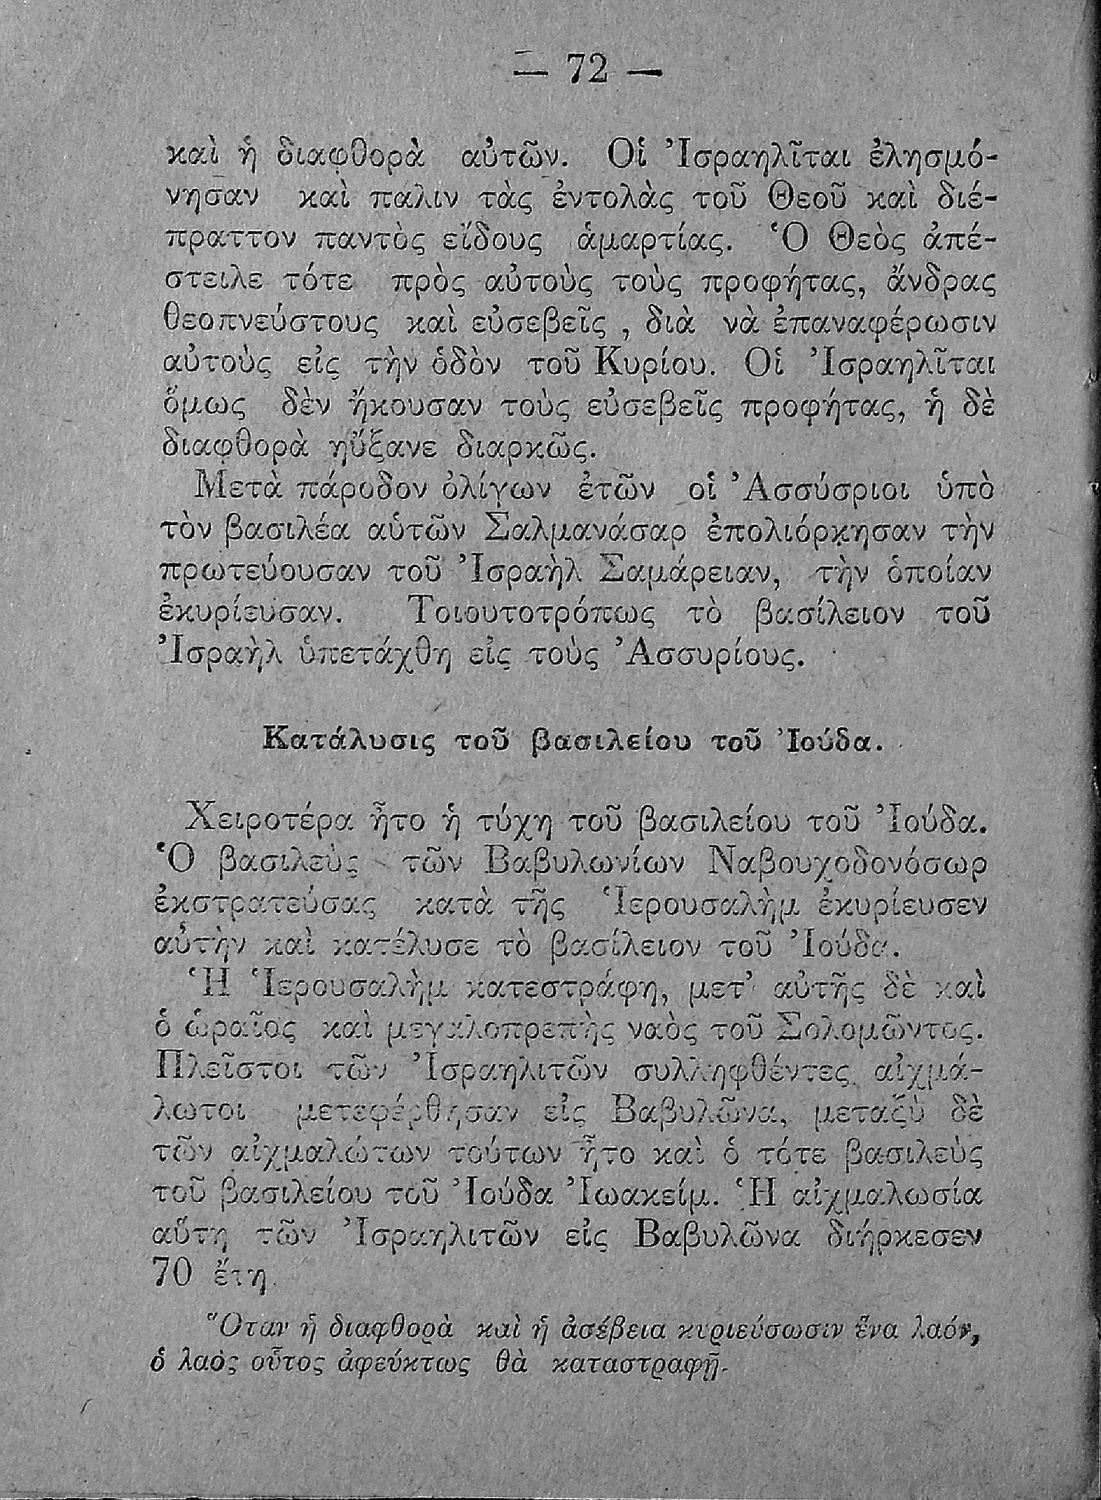 — 72 —
καὶ ἡ διαφθορὰ αὐτῶν. Οἱ Ἰσραηλῖται ἐλησμό-
νησαν καὶ παλιν τὰς ἐντολὰς τοῦ Θεοῦ καὶ διέ-
πραττον παντὸς εἴδους ἁμαρτίας. Ὁ Θεὸς ἀπέ-
στειλε τότε πρὸς αὐτοὺς τοὺς προφήτας, ἄνδρας
θεοπνεύστους καὶ εὐσεβεῖς , διὰ νὰ ἐπαναφέρωσιν
αὐτοὺς εἰς τὴν ὁδὸν τοῦ Κυρίου. Οἱ Ἰσραηλῖται
ὅμως δὲν ἤκουσαν τοὺς εὐσεβεῖς προφήτας, ἡ δὲ
διαφθορὰ ηὔξανε διαρκῶς.
Μετὰ πάροδον ὀλίγων ἐτῶν οἱ Ἀσσύσριοι ὑπὸ
τὸν βασιλέα αὑτῶν Σαλμανάσαρ ἐπολιόρκησαν τὴν
πρωτεύουσαν τοῦ Ἰσραὴλ Σαμάρειαν, τὴν ὁποίαν
ἐκυρίευσαν. Τοιουτοτρόπως τὸ βασίλειον τοῦ
Ἰσραὴλ ὑπετάχθη εἰς τοὺς Ἀσσυρίους.
Κατάλυσις τοῦ βασιλείου τοῦ Ἰούδα.
Χειροτέρα ἦτο ἡ τύχη τοῦ βασιλείου τοῦ Ἰούδα.
Ὁ βασιλεὺς τῶν Βαβυλωνίων Ναβουχοδονόσωρ
ἐκστρατεύσας κατὰ τῆς Ἱερουσαλὴμ ἐκυρίευσεν
αὐτὴν καὶ κατέλυσε τὸ βασίλειον τοῦ Ἰούδα.
Ἡ Ἱερουσαλὴμ κατεστράφη, μετ' αὐτῆς δὲ καὶ
ὁ ὡραῖος καὶ μεγαλοπρεπὴς ναὸς τοῦ Σολομῶντος.
Πλεῖστοι τῶν Ἰσραηλιτῶν συλληφθέντες αἰχμά-
λωτοι μετεφέρθησαν εἰς Βαβυλῶνα, μεταξὺ δὲ
τῶν αἰχμαλώτων τούτων ἦτο καὶ ὁ τότε βασιλεὺς
τοῦ βασιλείου τοῦ Ἰούδα Ἰωακείμ. Ἡ αἰχμαλωσία
αὕτη τῶν Ἰσραηλιτῶν εἰς Βαβυλῶνα διήρκεσεν
70 ἔτη.
Ὅταν ἡ διαφθορὰ καὶ ἡ ἀσέβεια κυριεύσωσιν ἕνα λαόν,
ὁ λαὸς οὗτος ἀφεύκτως θὰ καταστραφῇ.